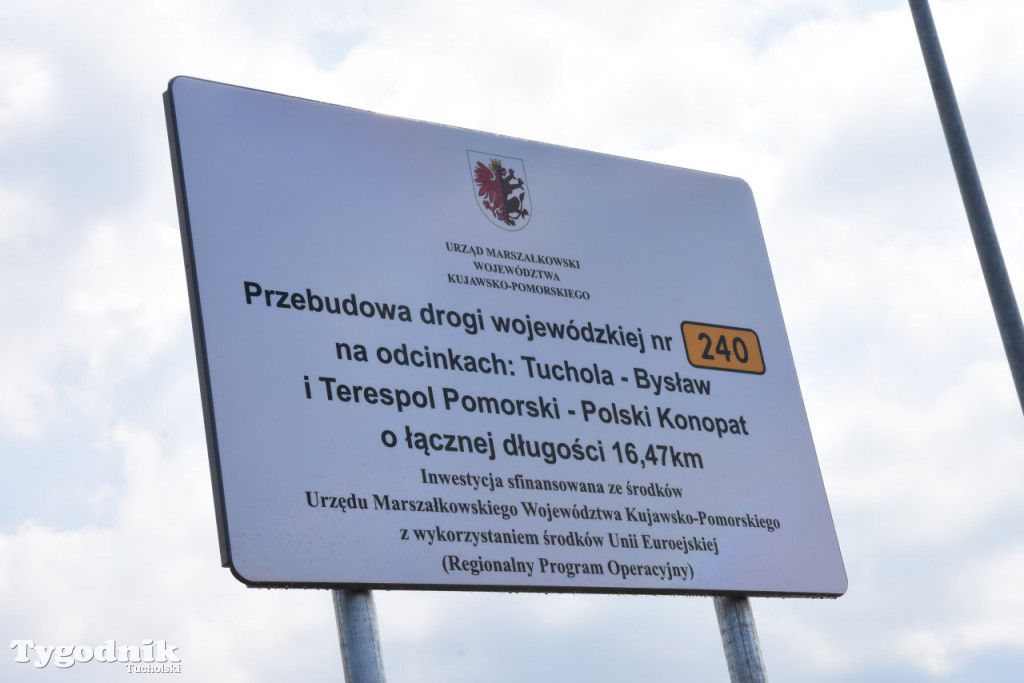 URZĄD MARSZAŁKOWSKI
WOJEWÓDZTWA
KUJAWSKO-POMORSKIEGO
Przebudowa drogi wojewódzkiej nr 240
na odcinkach: Tuchola - Bysław
i Terespol Pomorski - Polski Konopat
o łącznej długości 16,47km
Inwestycja sfinansowana ze środków
Urzędu Marszałkowskiego Województwa Kujawsko-Pomorskiego
z wykorzystaniem środków Unii Euroejskiej
(Regionalny Program Operacyjny)
Tygodnik
Tucholski